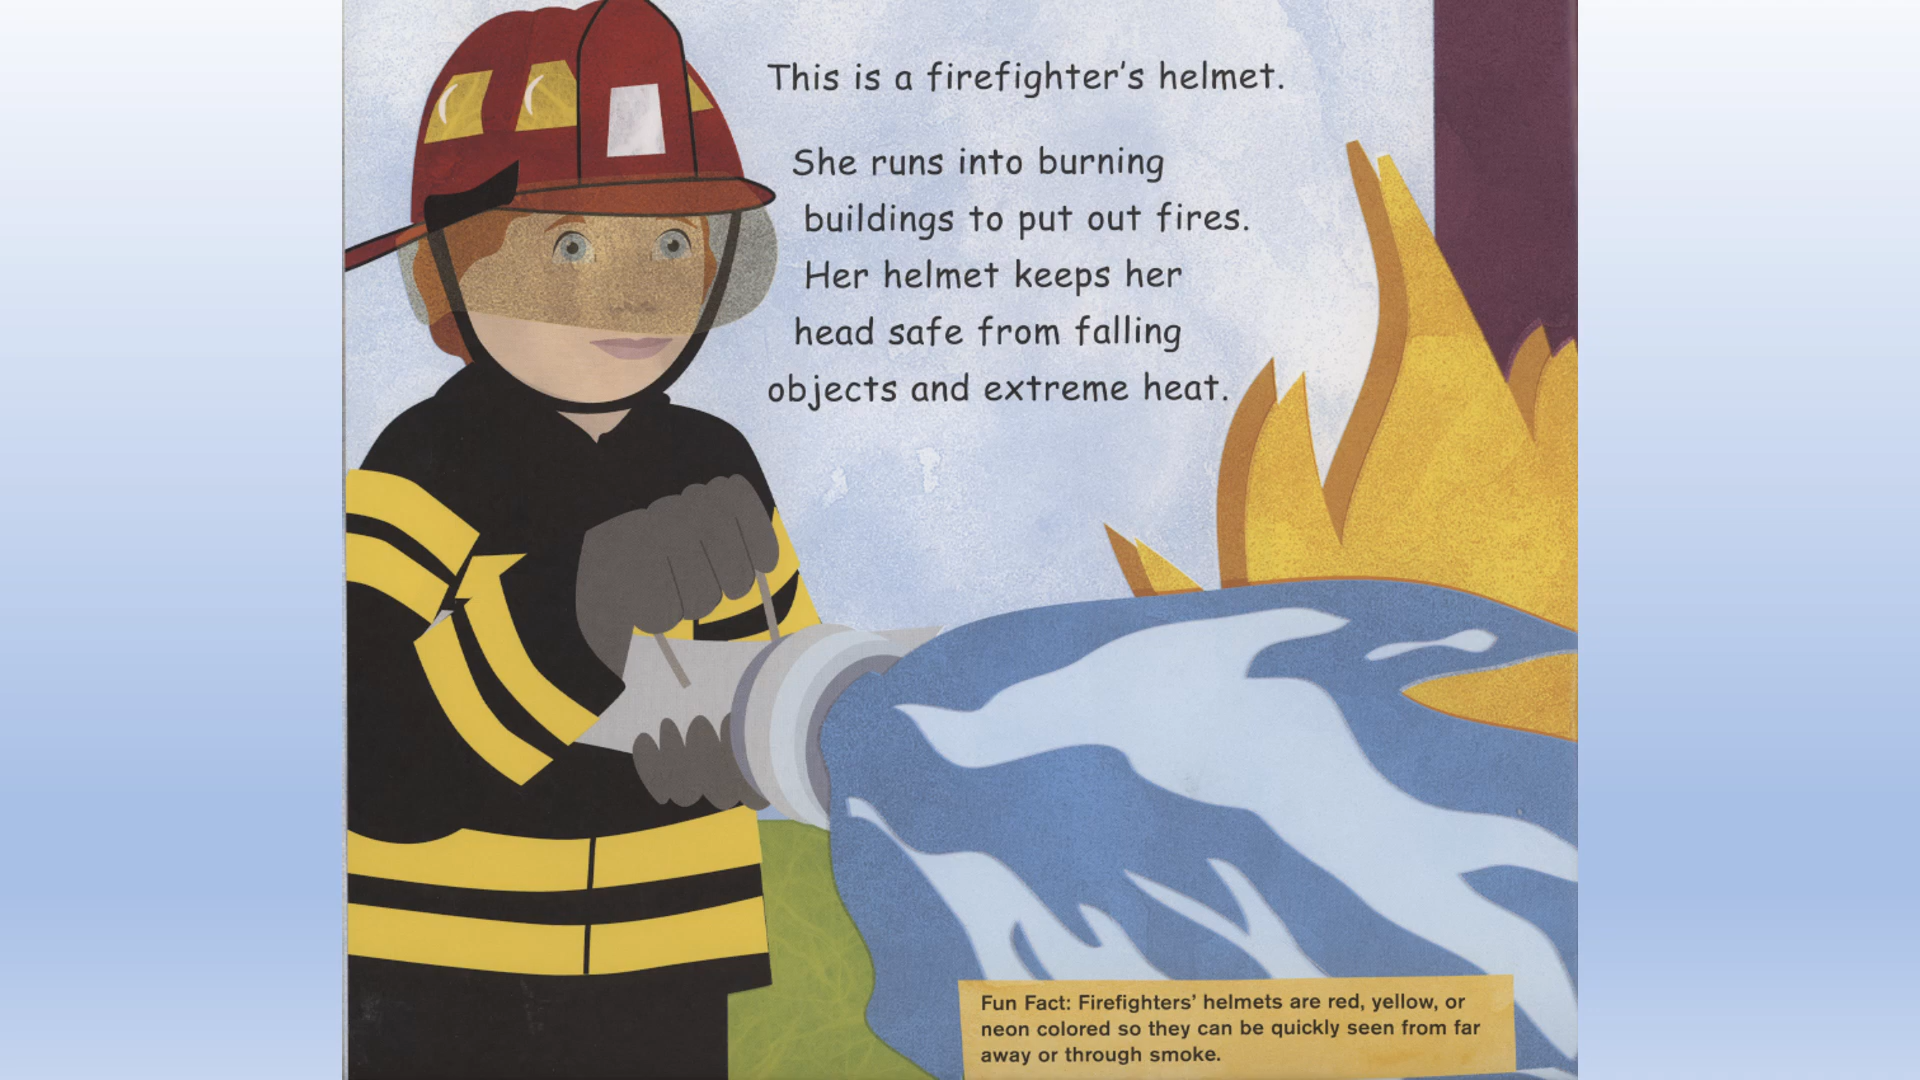 This is a firefighter's helmet.
She runs into burning
buildings to put out fires.
Her helmet keeps her
head safe from falling
objects and extreme heat.
Fun Fact: Firefighters' helmets are red, yellow, or
neon colored so they can be quickly seen from far
away or through smoke.